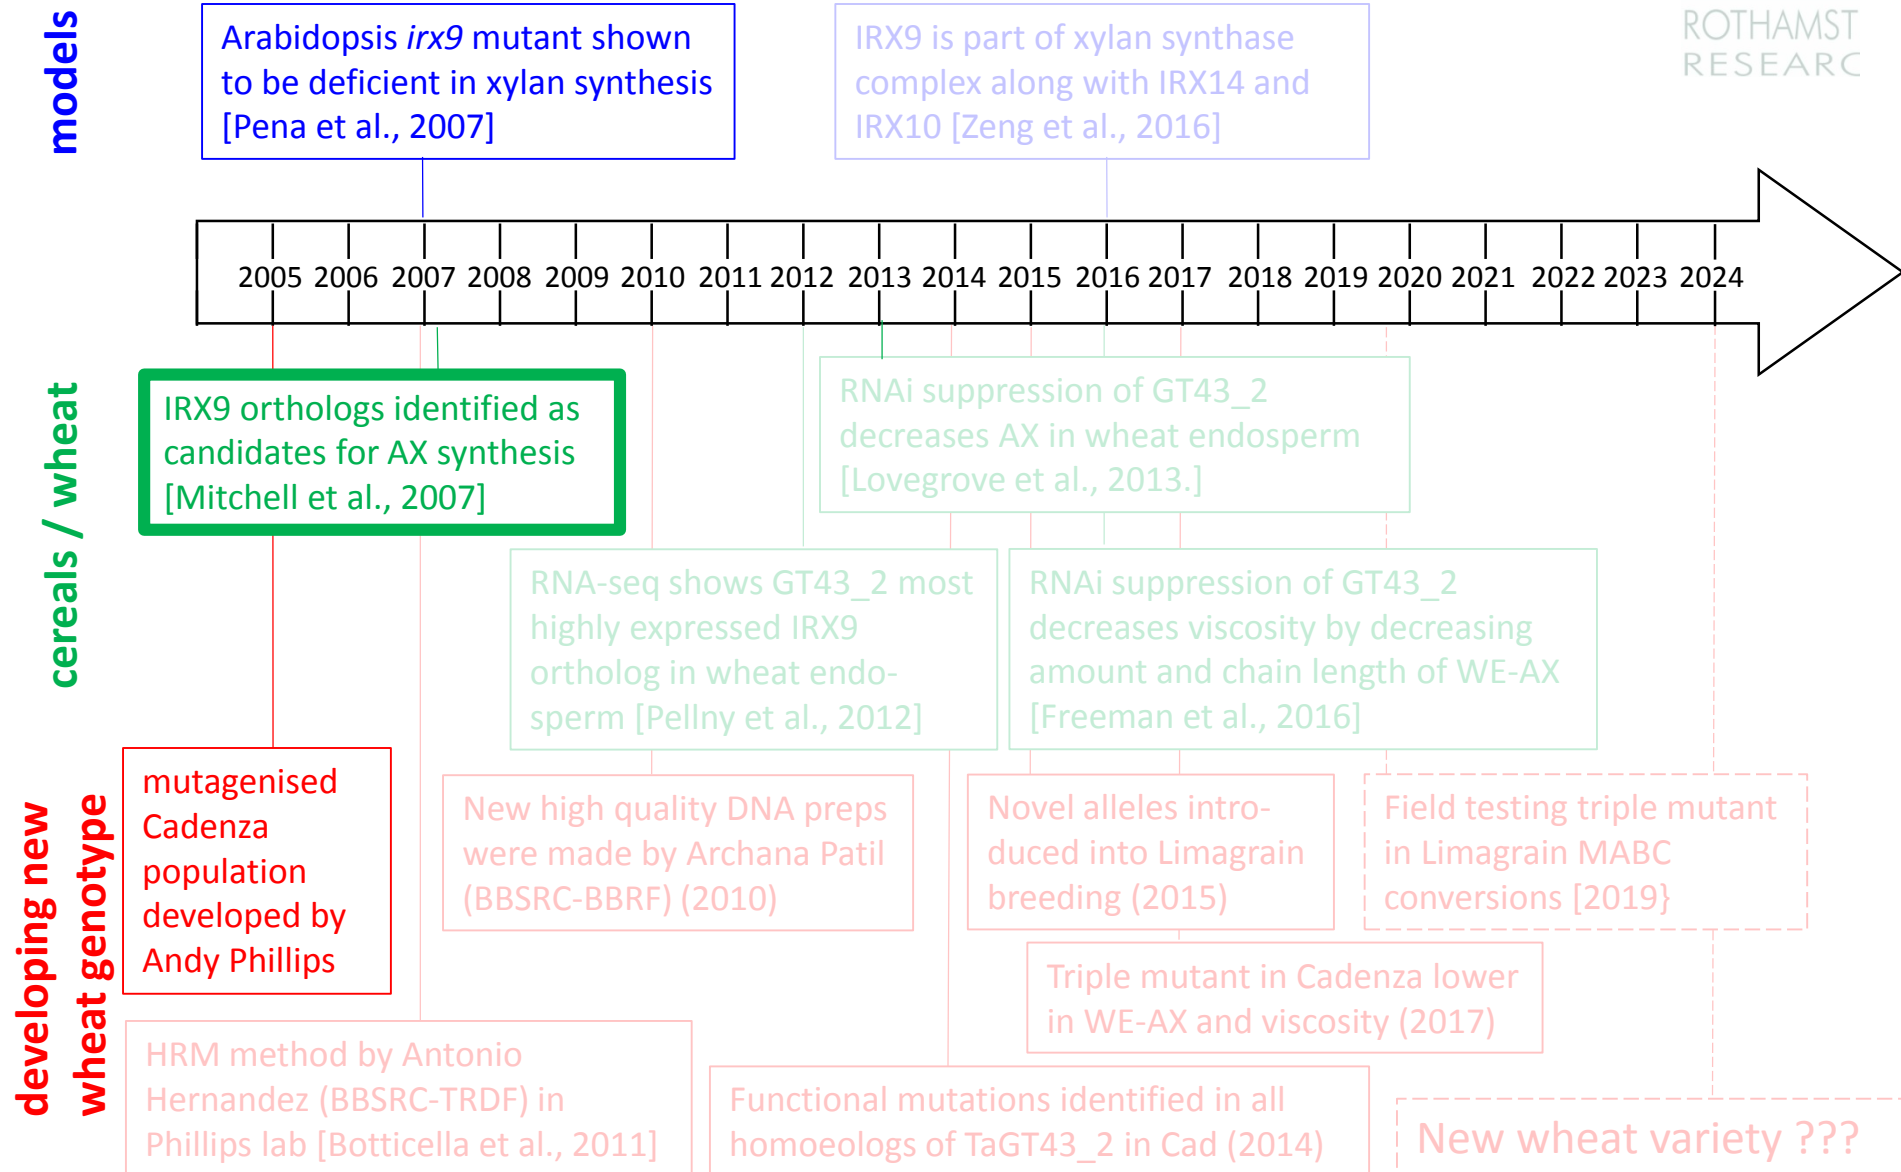 models
Arabidopsis irx9 mutant shown
to be deficient in xylan synthesis
[Pena et al., 2007]
IRX9 is part of xylan synthase
complex along with IRX14 and
IRX10 [Zeng et al., 2016]
ROTHAMST
RESEARC
2005 2006 2007 2008 2009 2010 2011 2012 2013 2014 2015 2016 2017 2018 2019 2020 2021 2022 2023 2024
cereals / wheat
IRX9 orthologs identified as
candidates for AX synthesis
[Mitchell et al., 2007]
RNAi suppression of GT43_2
decreases AX in wheat endosperm
[Lovegrove et al., 2013.]
RNA-seq shows GT43_2 most
highly expressed IRX9
ortholog in wheat endo-
sperm [Pellny et al., 2012]
RNAi suppression of GT43_2
decreases viscosity by decreasing
amount and chain length of WE-AX
[Freeman et al., 2016]
developing new
wheat genotype
mutagenised
Cadenza
population
developed by
Andy Phillips
New high quality DNA preps
were made by Archana Patil
(BBSRC-BBRF) (2010)
Novel alleles intro-
duced into Limagrain
breeding (2015)
Field testing triple mutant
in Limagrain MABC
conversions [2019}
Triple mutant in Cadenza lower
in WE-AX and viscosity (2017)
HRM method by Antonio
Hernandez (BBSRC-TRDF) in
Phillips lab [Botticella et al., 2011]
Functional mutations identified in all
homoeologs of TaGT43_2 in Cad (2014)
New wheat variety ???